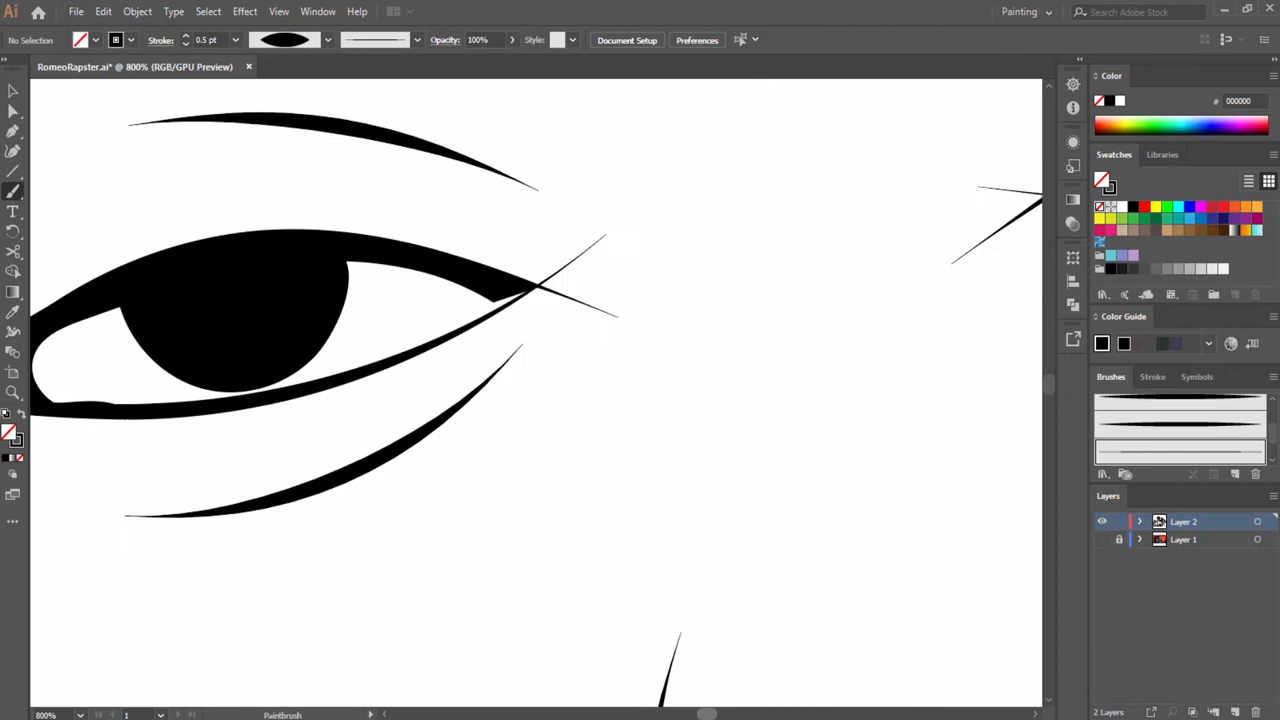 Ai File Edit Object Type Select Effect View Window Help Painting Search Adobe Stock
No Selection Stroke: 0.5 pt Opacity: 100% Style: Document Setup Preferences
RomeoRapster.ai* @ 800% (RGB/GPU Preview) ×
Color
# 000000
Swatches Libraries
Color Guide
Brushes Stroke Symbols
Layers
Layer 2
Layer 1
800% 1 Paintbrush 2 Layers